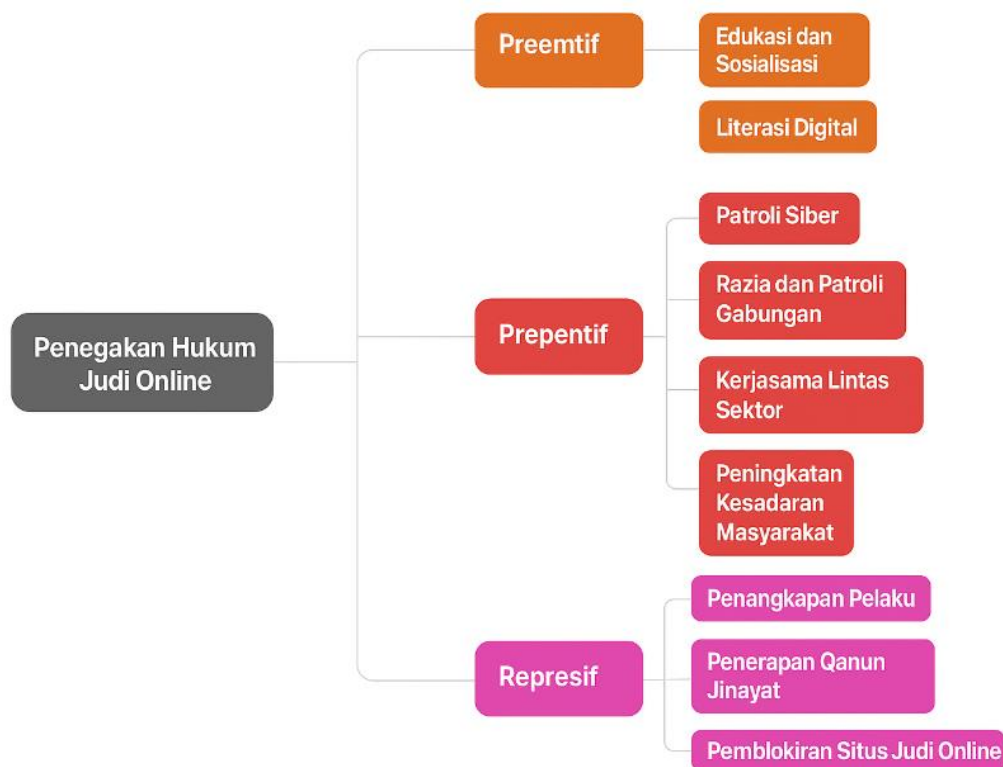 Preemtif
Edukasi dan
Sosialisasi
Literasi Digital
Penegakan Hukum
Judi Online
Prepentif
Patroli Siber
Razia dan Patroli
Gabungan
Kerjasama Lintas
Sektor
Peningkatan
Kesadaran
Masyarakat
Represif
Penangkapan Pelaku
Penerapan Qanun
Jinayat
Pemblokiran Situs Judi Online